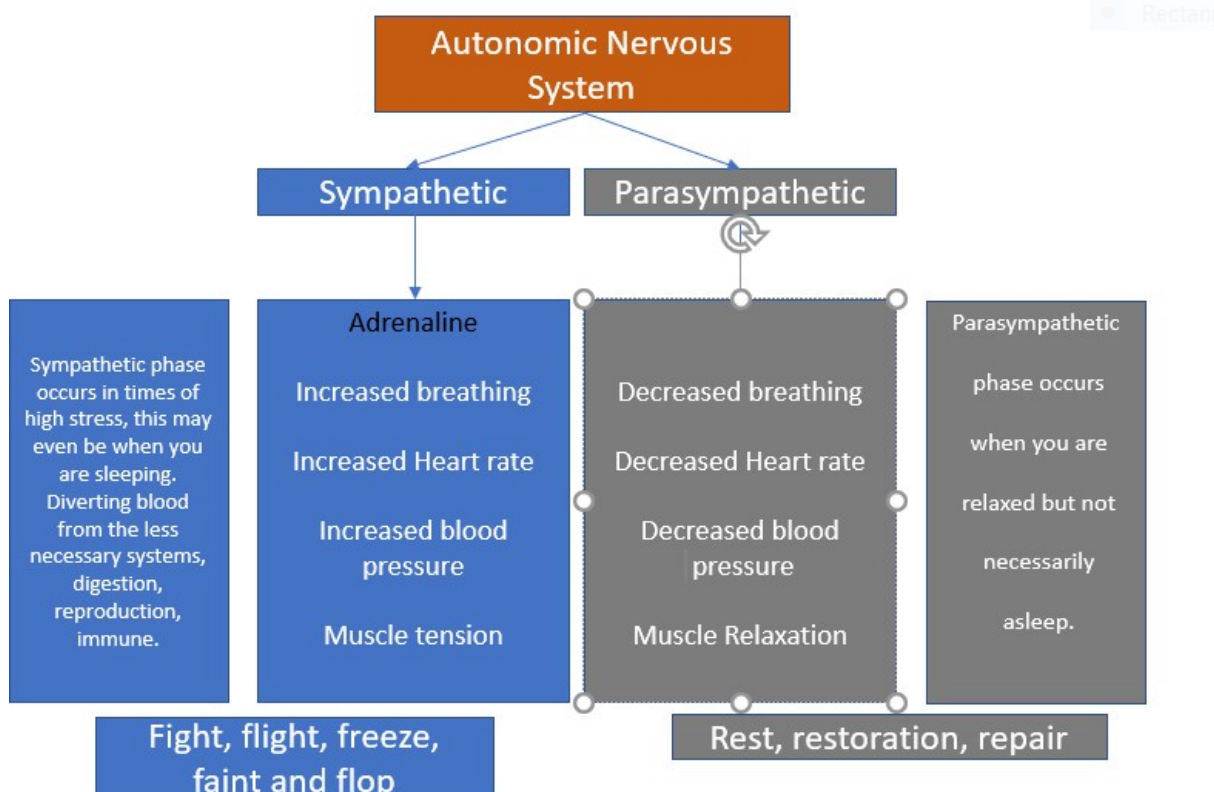 Autonomic Nervous
System
Sympathetic
Parasympathetic
Sympathetic phase
occurs in times of
high stress, this may
even be when you
are sleeping.
Diverting blood
from the less
necessary systems,
digestion,
reproduction,
immune.
Adrenaline
Increased breathing
Increased Heart rate
Increased blood
pressure
Muscle tension
Decreased breathing
Decreased Heart rate
Decreased blood
pressure
Muscle Relaxation
Parasympathetic
phase occurs
when you are
relaxed but not
necessarily
asleep.
Fight, flight, freeze,
faint and flop
Rest, restoration, repair